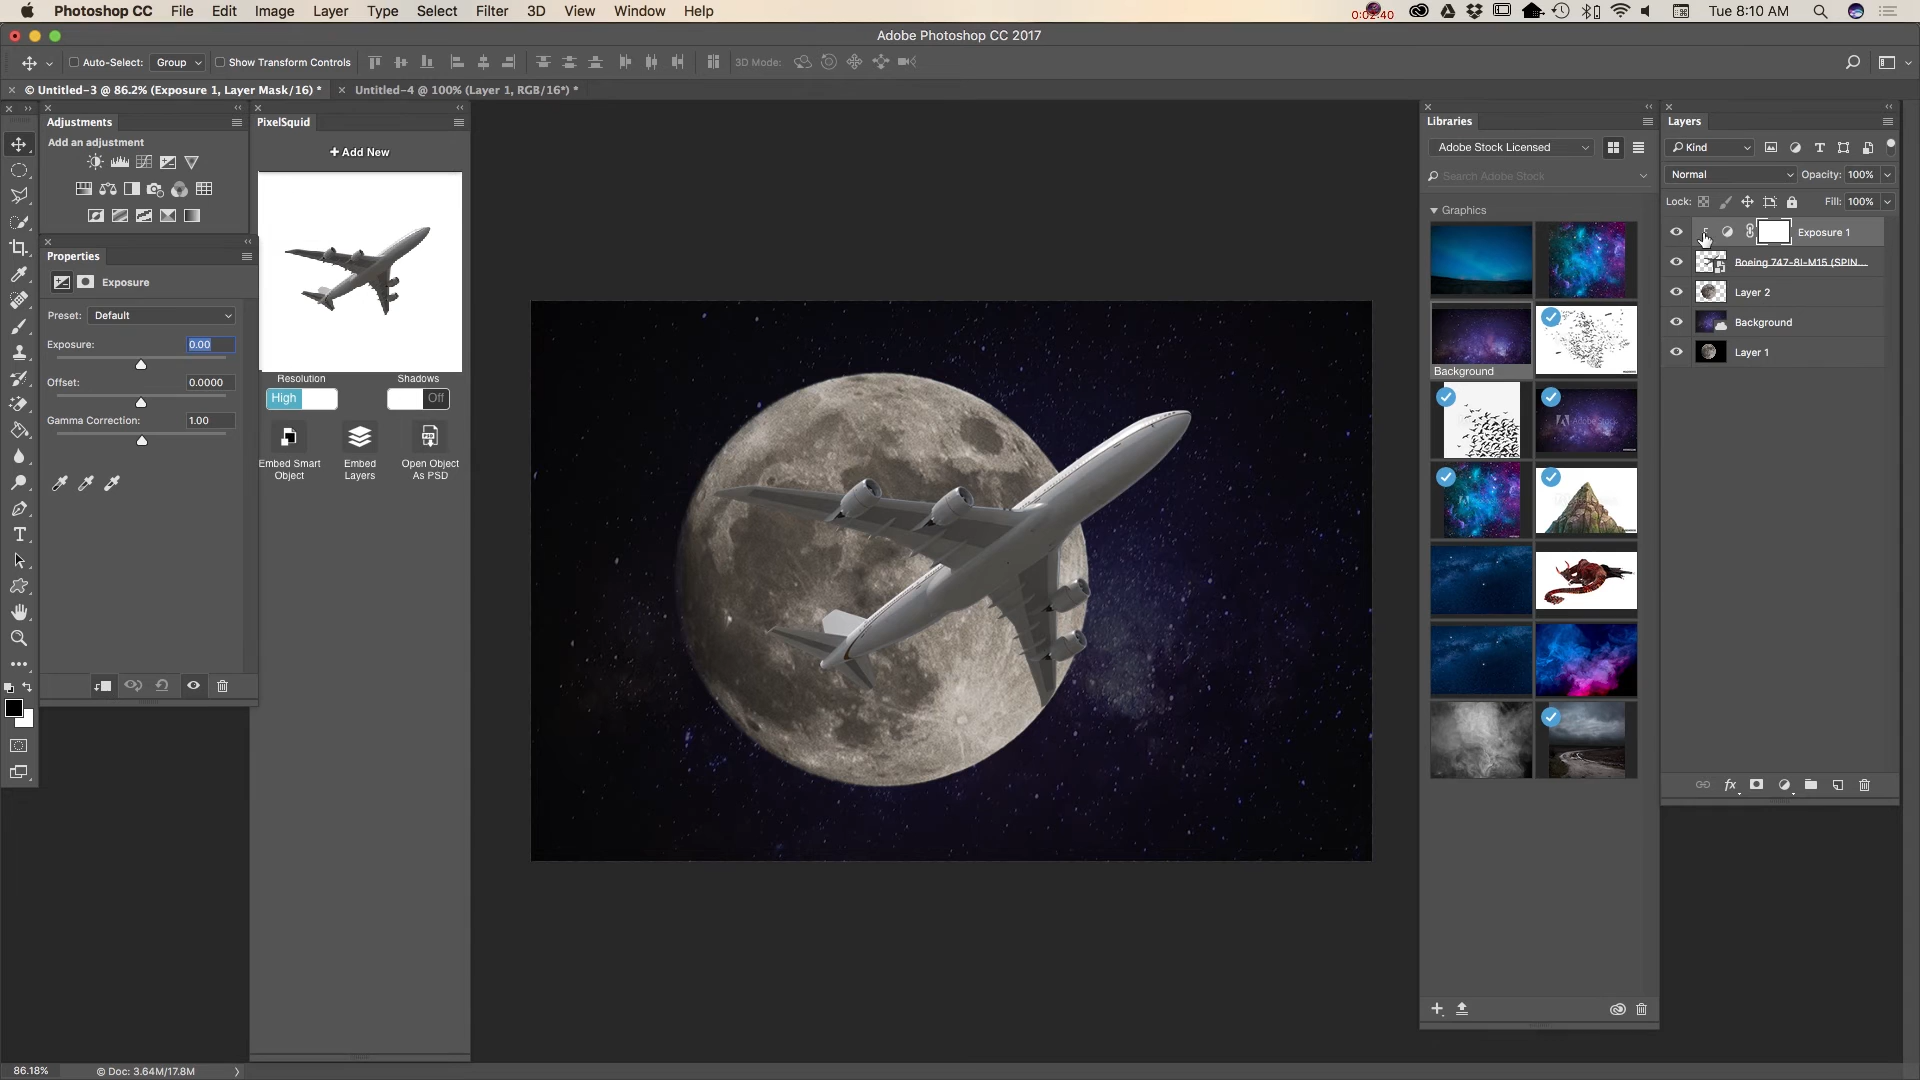 Photoshop CC File Edit Image Layer Type Select Filter 3D View Window Help
0:02:40
Tue 8:10 AM
Adobe Photoshop CC 2017
Auto-Select: Group Show Transform Controls 3D Mode:
© Untitled-3 @ 86.2% (Exposure 1, Layer Mask/16) *
Untitled-4 @ 100% (Layer 1, RGB/16*) *
Adjustments
Add an adjustment
Properties
Exposure
Preset: Default
Exposure: 0.00
Offset: 0.0000
Gamma Correction: 1.00
PixelSquid
+ Add New
Resolution Shadows
High Off
Embed Smart Object
Embed Layers
Open Object As PSD
Libraries
Adobe Stock Licensed
Search Adobe Stock
Graphics
Background
Adobe Stock
Layers
Kind
Normal Opacity: 100%
Lock: Fill: 100%
Exposure 1
Boeing 747-8I-M15 (SPIN...
Layer 2
Background
Layer 1
86.18% © Doc: 3.64M/17.8M